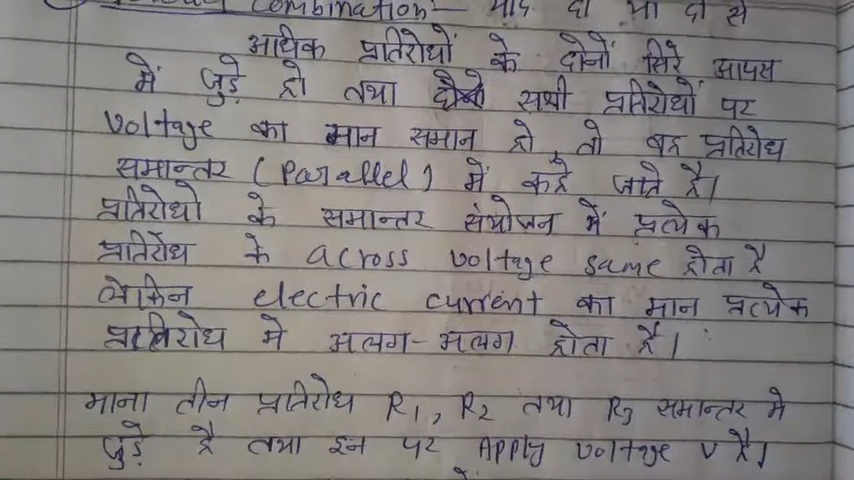 Combination:- यदि दो या दो से
अधिक प्रतिरोधों के दोनों सिरे आपस
में जुड़े हो तथा सभी प्रतिरोधों पर
Voltage का मान समान हो, तो वह प्रतिरोध
समान्तर (Parallel) में कहे जाते है।
प्रतिरोधो के समान्तर संयोजन में प्रत्येक
प्रतिरोध के across voltage same होता है
लेकिन electric current का मान प्रत्येक
प्रतिरोध मे अलग-अलग होता है।
माना तीन प्रतिरोध R1, R2 तथा R3 समान्तर मे
जुड़े है तथा इन पर Apply voltage V है।